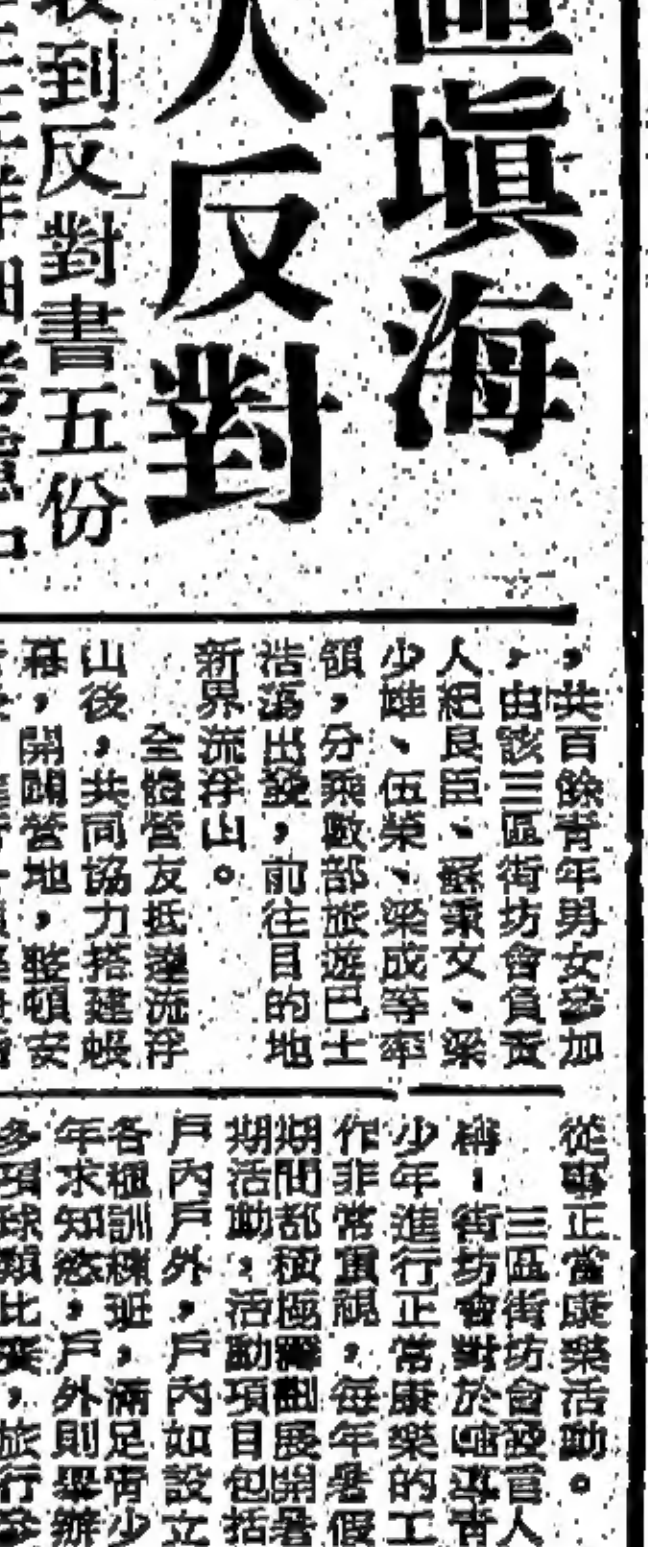 區塡海
人反對
收到反對書五份
，共百餘青年男女參加
，由該三區街坊會負責
人紀良臣、蘇秉文、梁
少雄、伍榮、梁成等率
領，分乘數部旅遊巴士
浩蕩出發，前往目的地
新界流浮山。
全體營友抵達流浮
山後，共同協力搭建帳
幕，開闢營地，整頓安
從事正當康樂活動。
三區街坊會發言人
稱：街坊會對於區導青
少年進行正常康樂的工
作非常重視，每年暑假
期間都積極籌劃展開暑
期活動，活動項目包括
戶內戶外，戶內如設立
各種訓練班，滿足青少
年求知慾，戶外則舉辦
多項球類比賽，旅行